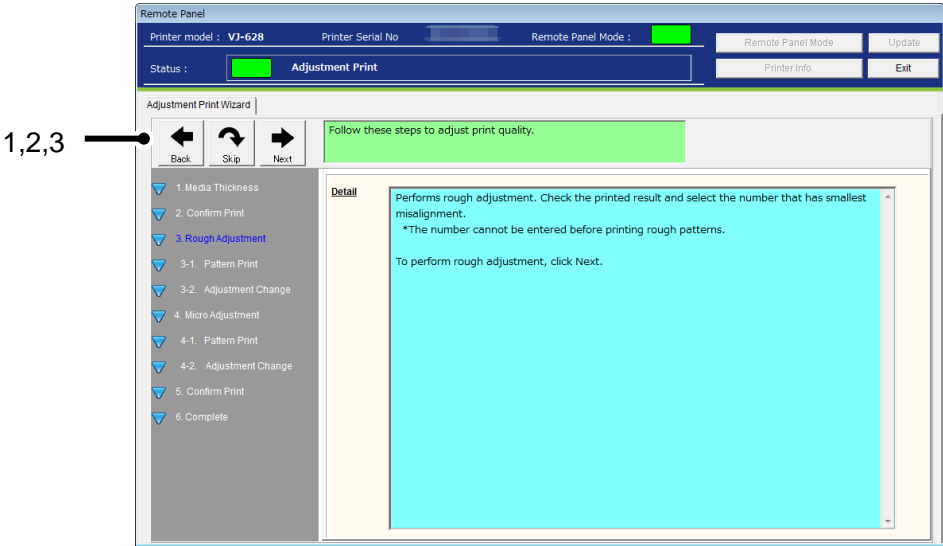 Remote Panel
Printer model : VJ-628 Printer Serial No Remote Panel Mode :
Remote Panel Mode Update
Status : Adjustment Print
Printer Info. Exit
Adjustment Print Wizard
1,2,3
Back Skip Next
Follow these steps to adjust print quality.
1. Media Thickness
2. Confirm Print
3. Rough Adjustment
3-1. Pattern Print
3-2. Adjustment Change
4. Micro Adjustment
4-1. Pattern Print
4-2. Adjustment Change
5. Confirm Print
6. Complete
Detail
Performs rough adjustment. Check the printed result and select the number that has smallest
misalignment.
*The number cannot be entered before printing rough patterns.
To perform rough adjustment, click Next.